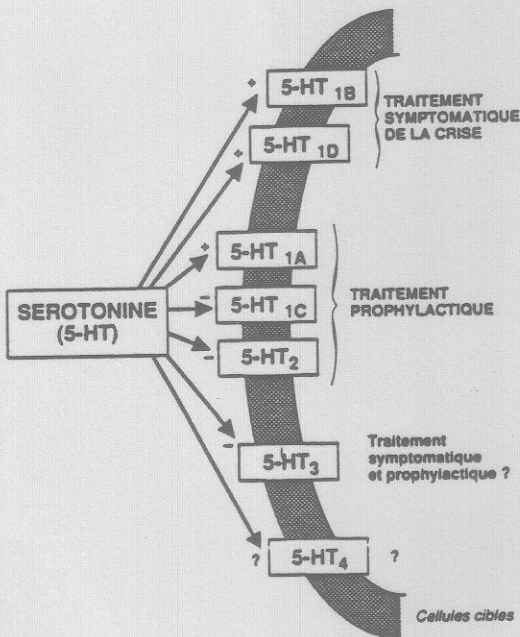 + 5-HT 1B
TRAITEMENT
SYMPTOMATIQUE
DE LA CRISE
+ 5-HT 1D
+ 5-HT 1A
SEROTONINE
(5-HT)
- 5-HT 1C
TRAITEMENT
PROPHYLACTIQUE
- 5-HT2
- 5-HT3
Traitement
symptomatique
et prophylactique ?
? 5-HT4 ?
Cellules cibles